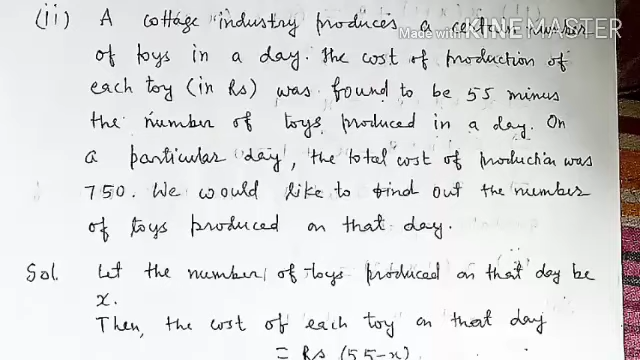 (ii) A cottage industry produces a certain number
Made with KINEMASTER
of toys in a day. The cost of production of
each toy (in Rs) was found to be 55 minus
the number of toys produced in a day. On
a particular day, the total cost of production was
750. We would like to find out the number
of toys produced on that day.
Sol. Let the number of toys produced on that day be
x.
Then, the cost of each toy on that day
= Rs (55-x)